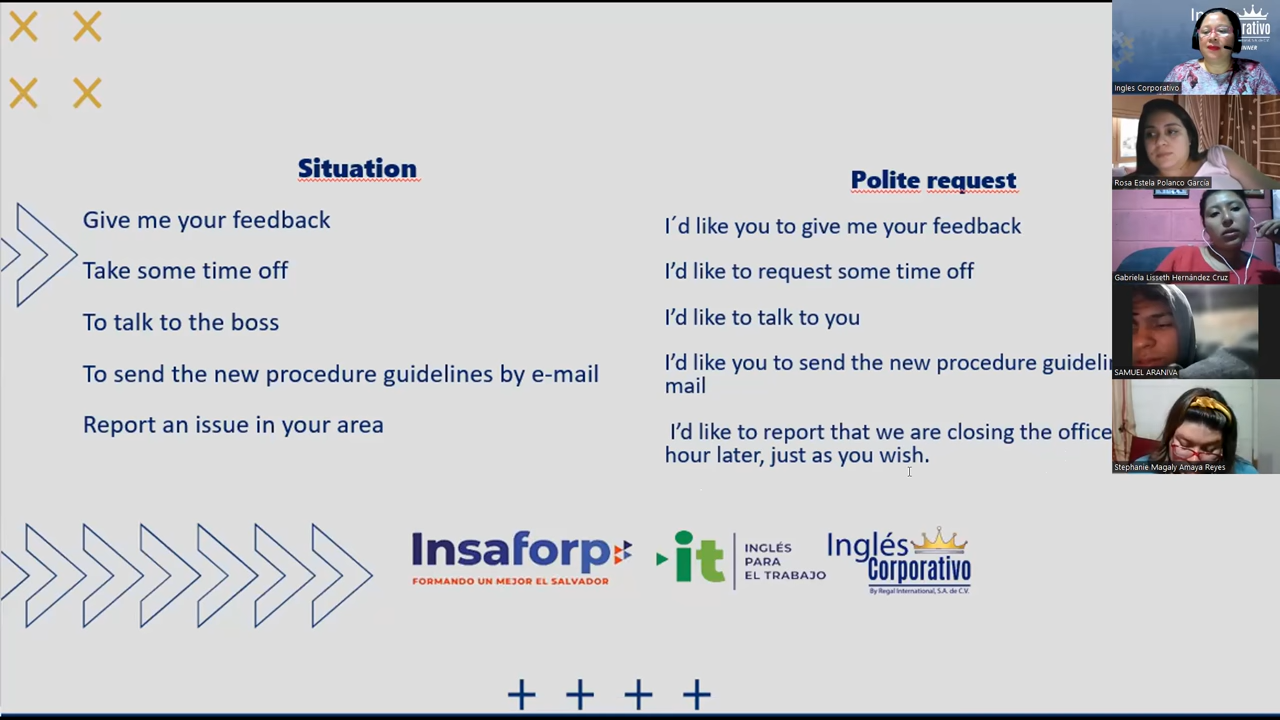 Situation
Give me your feedback
Take some time off
To talk to the boss
To send the new procedure guidelines by e-mail
Report an issue in your area
Polite request
I´d like you to give me your feedback
I'd like to request some time off
I'd like to talk to you
I'd like you to send the new procedure
mail
I'd like to report that we are closing the office
hour later, just as you wish.
Insaforp
FORMANDO UN MEJOR EL SALVADOR
it
INGLÉS
PARA
EL TRABAJO
Inglés
Corporativo
By Regal International, S.A. de C.V.
Ingles Corporativo
Rosa Estela Polanco García
Gabriela Lisseth Hernández Cruz
SAMUEL ARANIVA
Stephanie Magaly Amaya Reyes